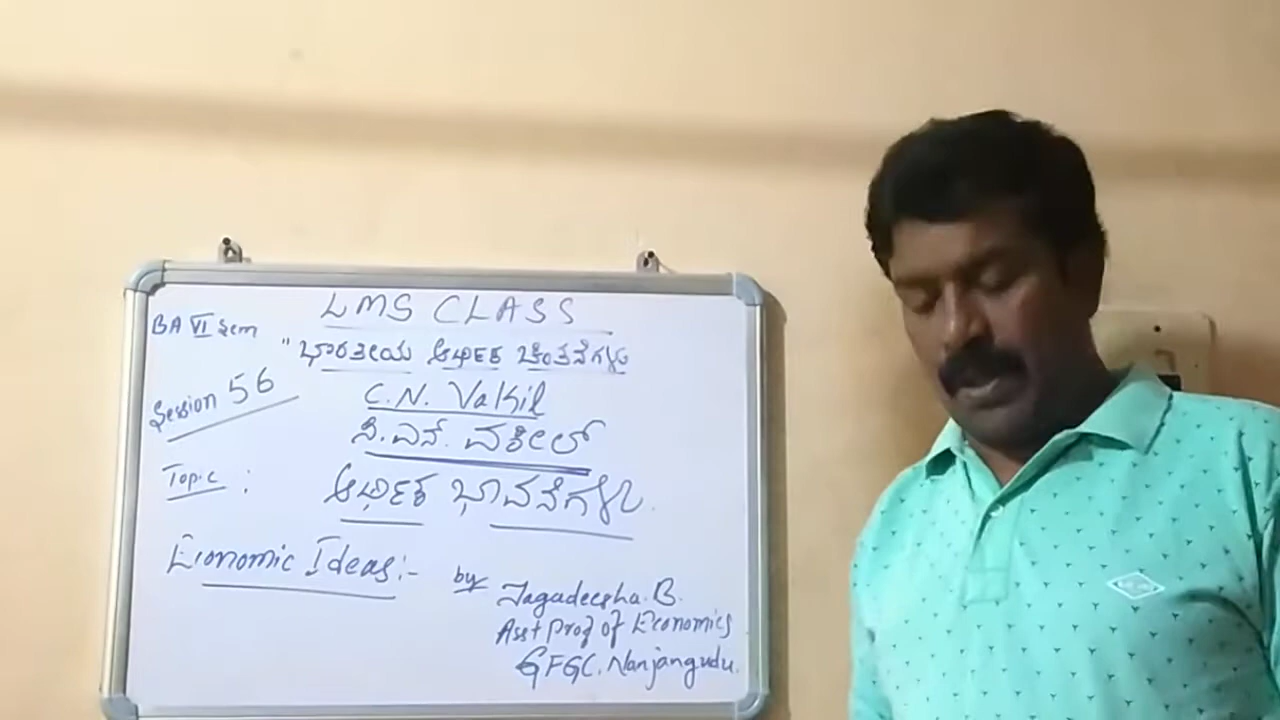 LMS CLASS
BA VI Sem
"ಭಾರತೀಯ ಆರ್ಥಿಕ ಚಿಂತನೆಗಳು
Session 56
C.N. Vakil
ಸಿ.ಎನ್. ವಕೀಲ್
Topic :
ಆರ್ಥಿಕ ಭಾವನೆಗಳು.
Economic Ideas:-
by Jagadeesha.B.
Asst Prof of Economics
GFGC. Nanjangudu.